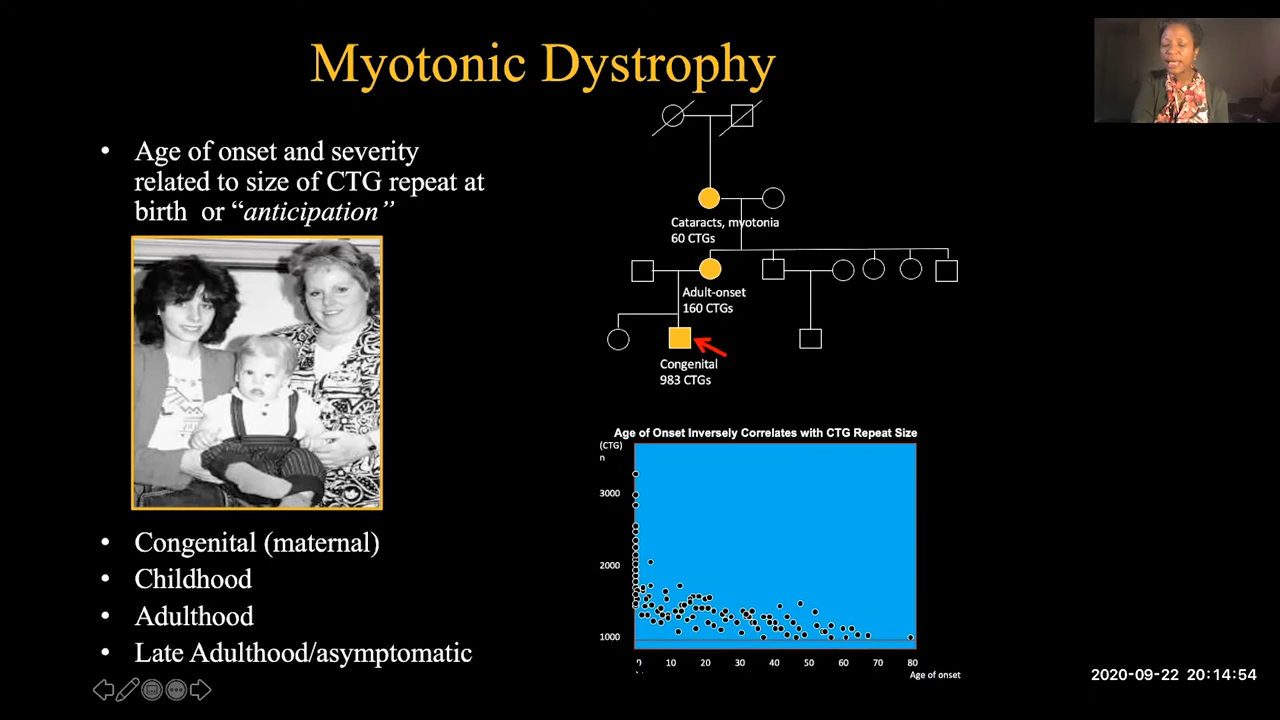 Myotonic Dystrophy
• Age of onset and severity
related to size of CTG repeat at
birth or “anticipation”
Cataracts, myotonia
60 CTGs
Adult-onset
160 CTGs
Congenital
983 CTGs
• Congenital (maternal)
• Childhood
• Adulthood
• Late Adulthood/asymptomatic
Age of Onset Inversely Correlates with CTG Repeat Size
(CTG)
n
3000
2000
1000
0 10 20 30 40 50 60 70 80
Age of onset
2020-09-22 20:14:54